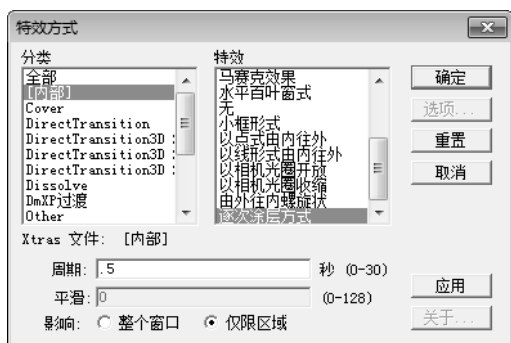 特效方式
分类
特效
全部
[内部]
Cover
DirectTransition
DirectTransition3D
DirectTransition3D
DirectTransition3D
Dissolve
DmXP过渡
Other
马赛克效果
水平百叶窗式
无
小框形式
以点式由内往外
以线形式由内往外
以相机光圈开放
以相机光圈收缩
由外往内螺旋状
逐次涂层方式
确定
选项...
重置
取消
Xtras 文件: [内部]
周期: .5 秒 (0-30)
平滑: 0 (0-128)
影响: 整个窗口 仅限区域
应用
关于...